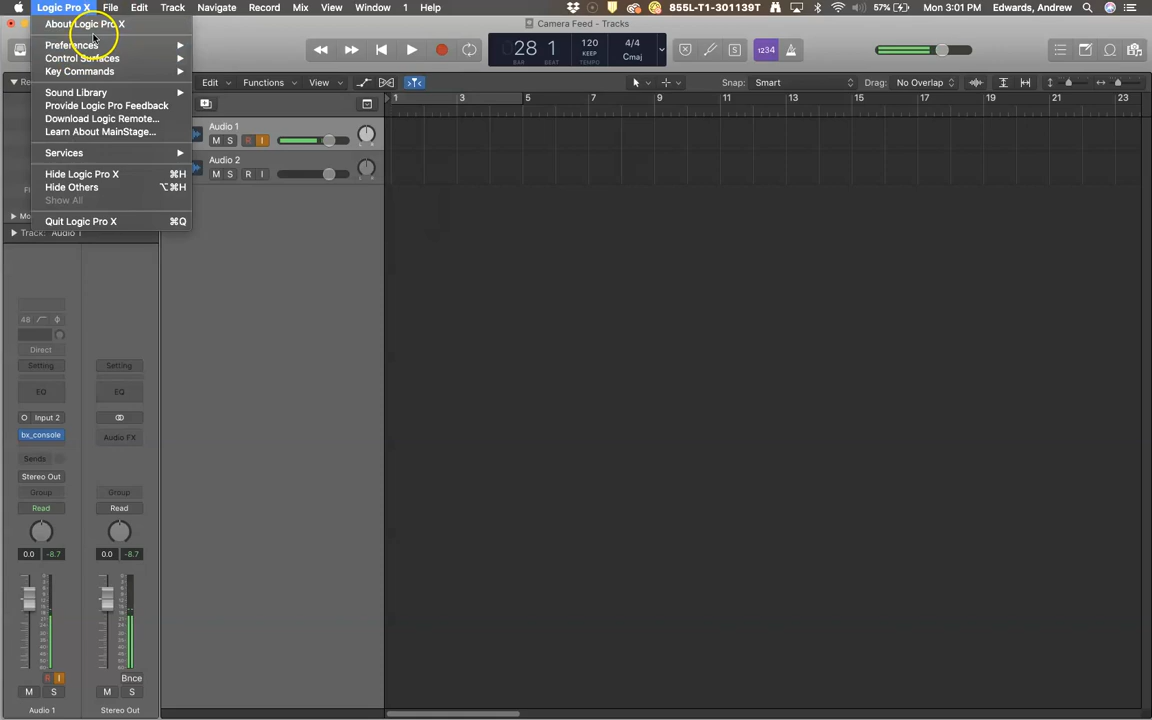 Logic Pro X File Edit Track Navigate Record Mix View Window 1 Help 855L-T1-301139T 57% Mon 3:01 PM Edwards, Andrew
About Logic Pro X
Preferences
Control Surfaces
Key Commands
Sound Library
Provide Logic Pro Feedback
Download Logic Remote...
Learn About MainStage...
Services
Hide Logic Pro X ⌘H
Hide Others ⌥⌘H
Show All
Quit Logic Pro X ⌘Q
Camera Feed - Tracks
28 1
BAR BEAT
120
TEMPO
4/4
Cmaj
S 1234
Edit Functions View Snap: Smart Drag: No Overlap
1 3 5 7 9 11 13 15 17 19 21 23
Audio 1
M S R I
L R
Audio 2
M S R I
L R
Track: Audio 1
48
Direct
Setting Setting
EQ EQ
Input 2
bx_console Audio FX
Sends
Stereo Out
Group Group
Read Read
0.0 -8.7 0.0 -8.7
R I Bnce
M S M S
Audio 1 Stereo Out